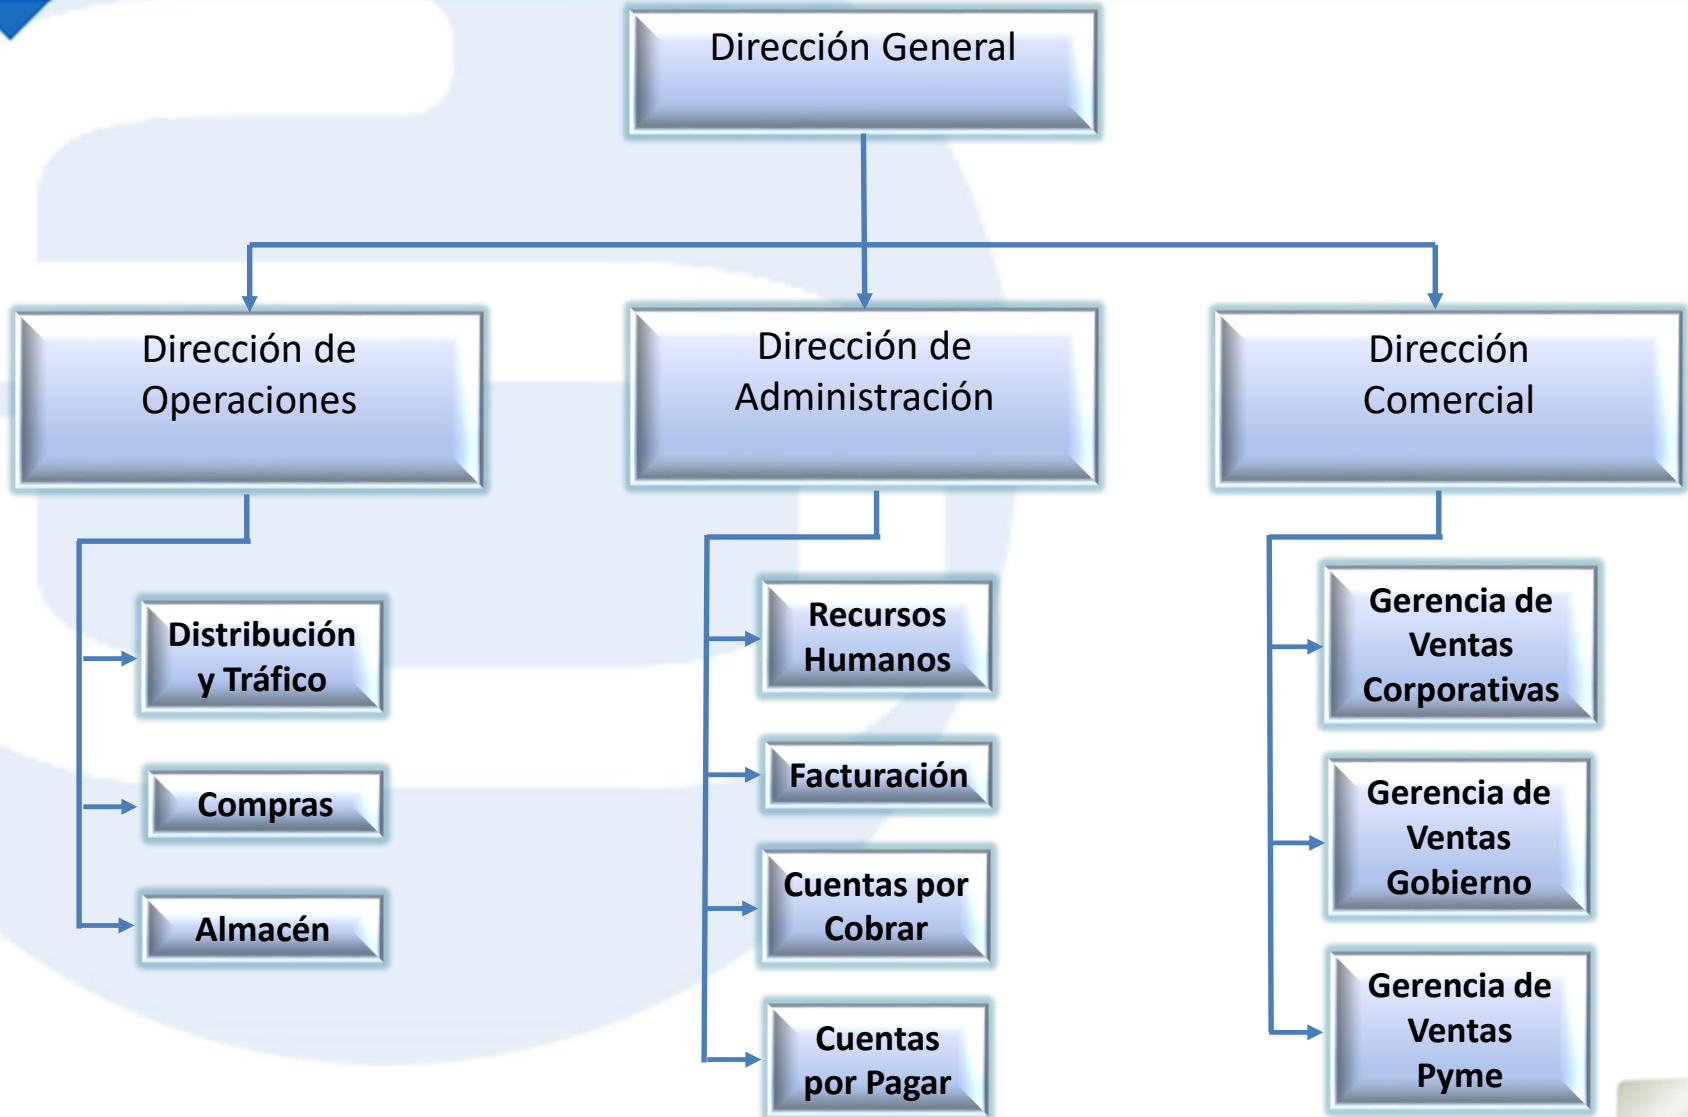 Dirección General
Dirección de
Operaciones
Dirección de
Administración
Dirección
Comercial
Distribución
y Tráfico
Compras
Almacén
Recursos
Humanos
Facturación
Cuentas por
Cobrar
Cuentas
por Pagar
Gerencia de
Ventas
Corporativas
Gerencia de
Ventas
Gobierno
Gerencia de
Ventas
Pyme